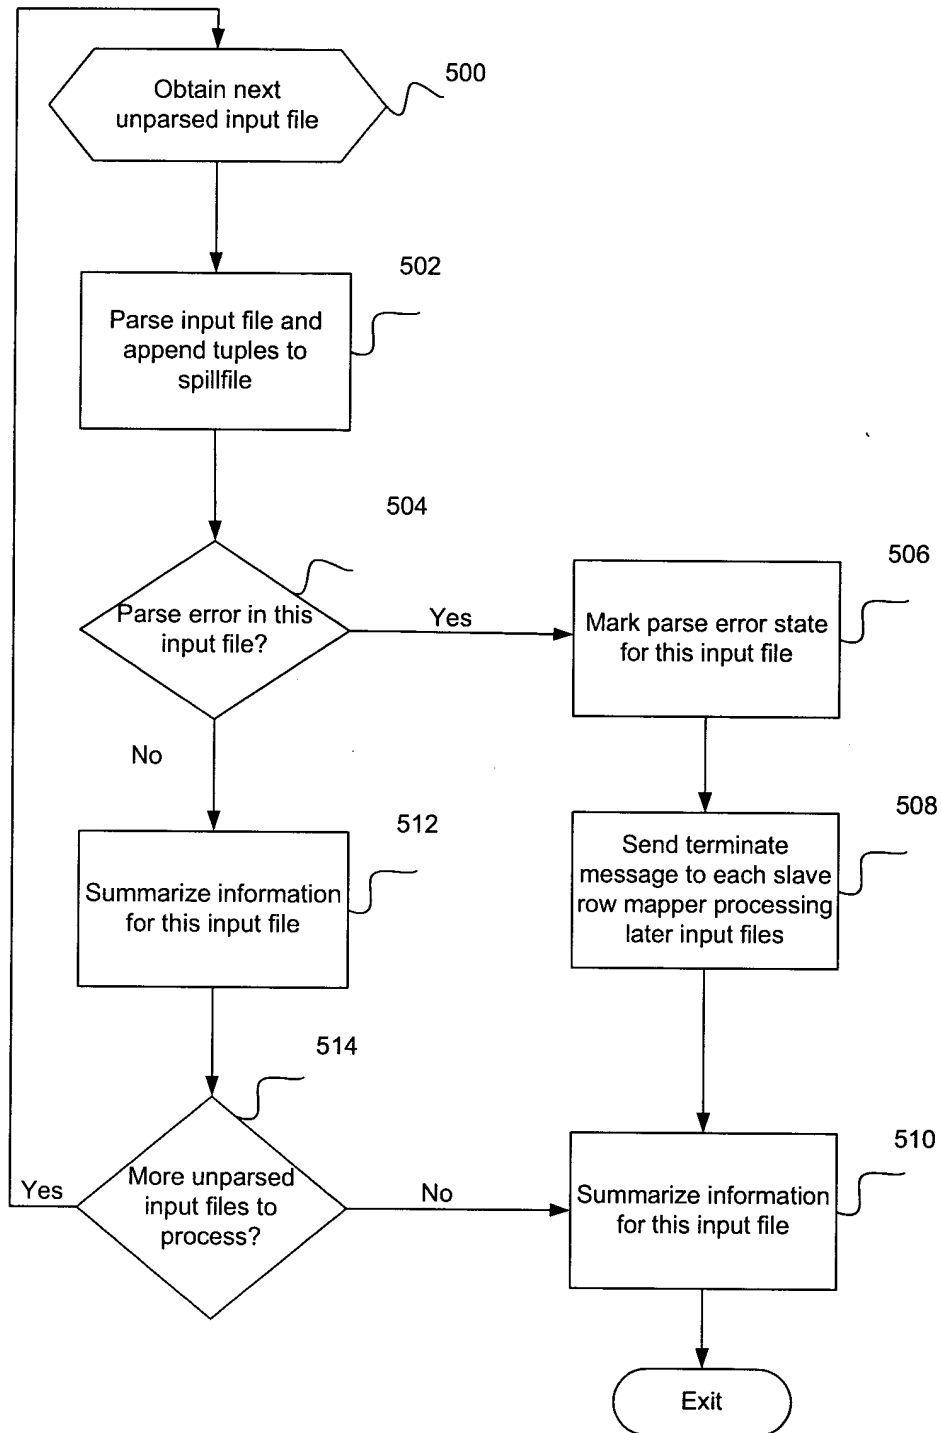 Obtain next
unparsed input file
500
Parse input file and
append tuples to
spillfile
502
Parse error in this
input file?
504
Yes
No
Mark parse error state
for this input file
506
Send terminate
message to each slave
row mapper processing
later input files
508
Summarize information
for this input file
512
More unparsed
input files to
process?
514
Yes
No
Summarize information
for this input file
510
Exit